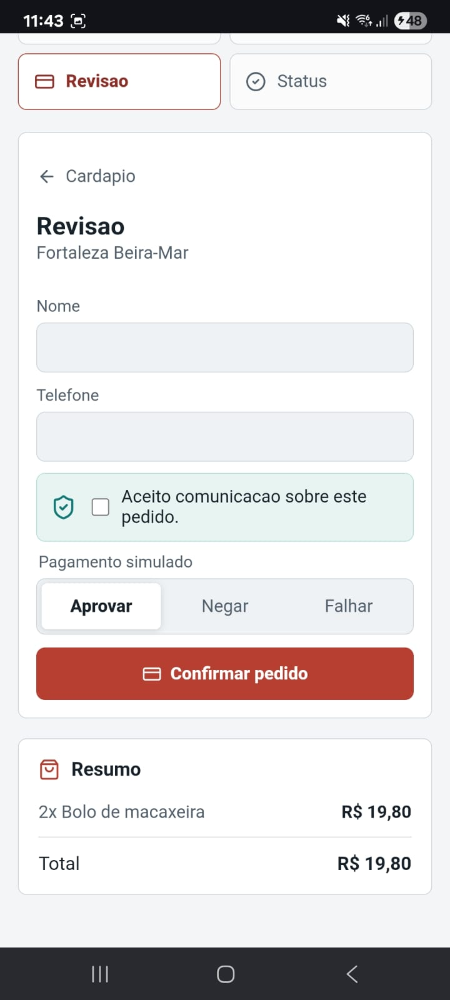 11:43
48
Revisao
Status
Cardapio
Revisao
Fortaleza Beira-Mar
Nome
Telefone
Aceito comunicacao sobre este
pedido.
Pagamento simulado
Aprovar Negar Falhar
Confirmar pedido
Resumo
2x Bolo de macaxeira R$ 19,80
Total R$ 19,80